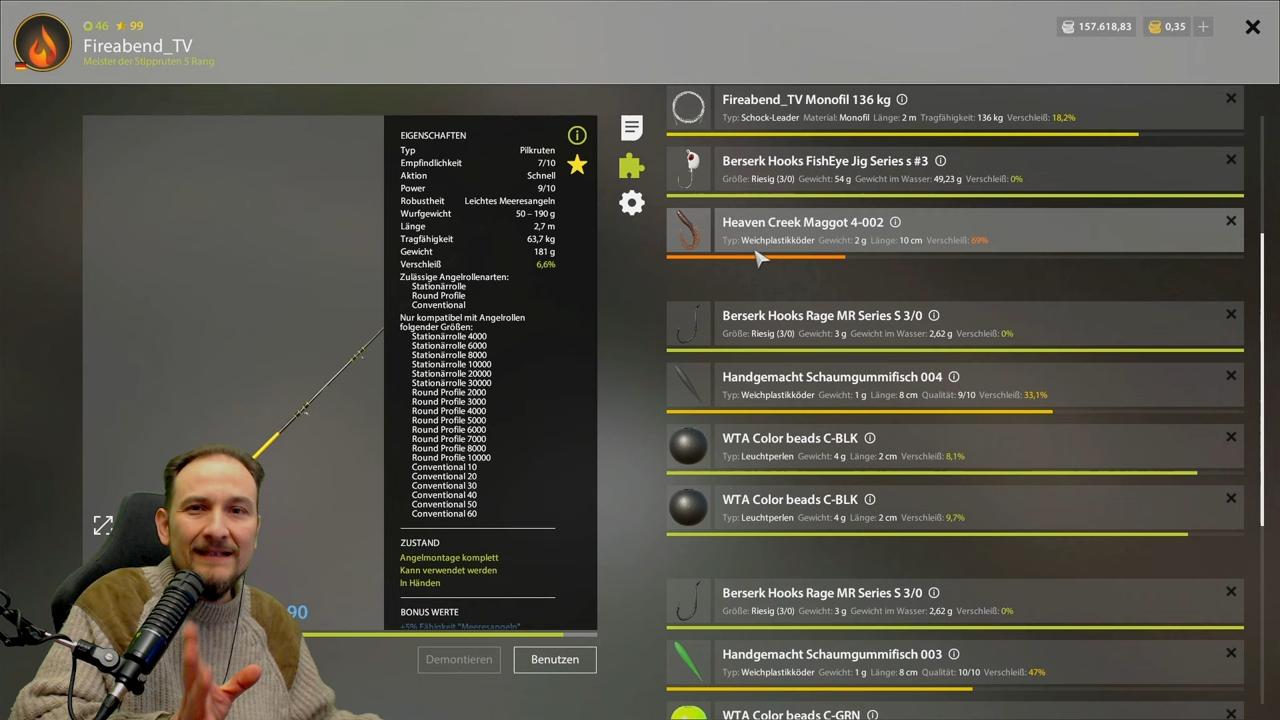 46 99
Fireabend_TV
Meister der Stippruten 5 Rang
157.618,83
0,35
EIGENSCHAFTEN
Typ Pilkruten
Empfindlichkeit 7/10
Aktion Schnell
Power 9/10
Robustheit Leichtes Meeresangeln
Wurfgewicht 50 – 190 g
Länge 2,7 m
Tragfähigkeit 63,7 kg
Gewicht 181 g
Verschleiß 6,6%
Zulässige Angelrollenarten:
Stationärrolle
Round Profile
Conventional
Nur kompatibel mit Angelrollen
folgender Größen:
Stationärrolle 4000
Stationärrolle 6000
Stationärrolle 8000
Stationärrolle 10000
Stationärrolle 20000
Stationärrolle 30000
Round Profile 2000
Round Profile 3000
Round Profile 4000
Round Profile 5000
Round Profile 6000
Round Profile 7000
Round Profile 8000
Round Profile 10000
Conventional 10
Conventional 20
Conventional 30
Conventional 40
Conventional 50
Conventional 60
ZUSTAND
Angelmontage komplett
Kann verwendet werden
In Händen
BONUS WERTE
+5% Fähigkeit "Meeresangeln"
90
Demontieren
Benutzen
Fireabend_TV Monofil 136 kg
Typ: Schock-Leader Material: Monofil Länge: 2 m Tragfähigkeit: 136 kg Verschleiß: 18,2%
Berserk Hooks FishEye Jig Series s #3
Größe: Riesig (3/0) Gewicht: 54 g Gewicht im Wasser: 49,23 g Verschleiß: 0%
Heaven Creek Maggot 4-002
Typ: Weichplastikköder Gewicht: 2 g Länge: 10 cm Verschleiß: 69%
Berserk Hooks Rage MR Series S 3/0
Größe: Riesig (3/0) Gewicht: 3 g Gewicht im Wasser: 2,62 g Verschleiß: 0%
Handgemacht Schaumgummifisch 004
Typ: Weichplastikköder Gewicht: 1 g Länge: 8 cm Qualität: 9/10 Verschleiß: 33,1%
WTA Color beads C-BLK
Typ: Leuchtperlen Gewicht: 4 g Länge: 2 cm Verschleiß: 8,1%
WTA Color beads C-BLK
Typ: Leuchtperlen Gewicht: 4 g Länge: 2 cm Verschleiß: 9,7%
Berserk Hooks Rage MR Series S 3/0
Größe: Riesig (3/0) Gewicht: 3 g Gewicht im Wasser: 2,62 g Verschleiß: 0%
Handgemacht Schaumgummifisch 003
Typ: Weichplastikköder Gewicht: 1 g Länge: 8 cm Qualität: 10/10 Verschleiß: 47%
WTA Color beads C-GRN